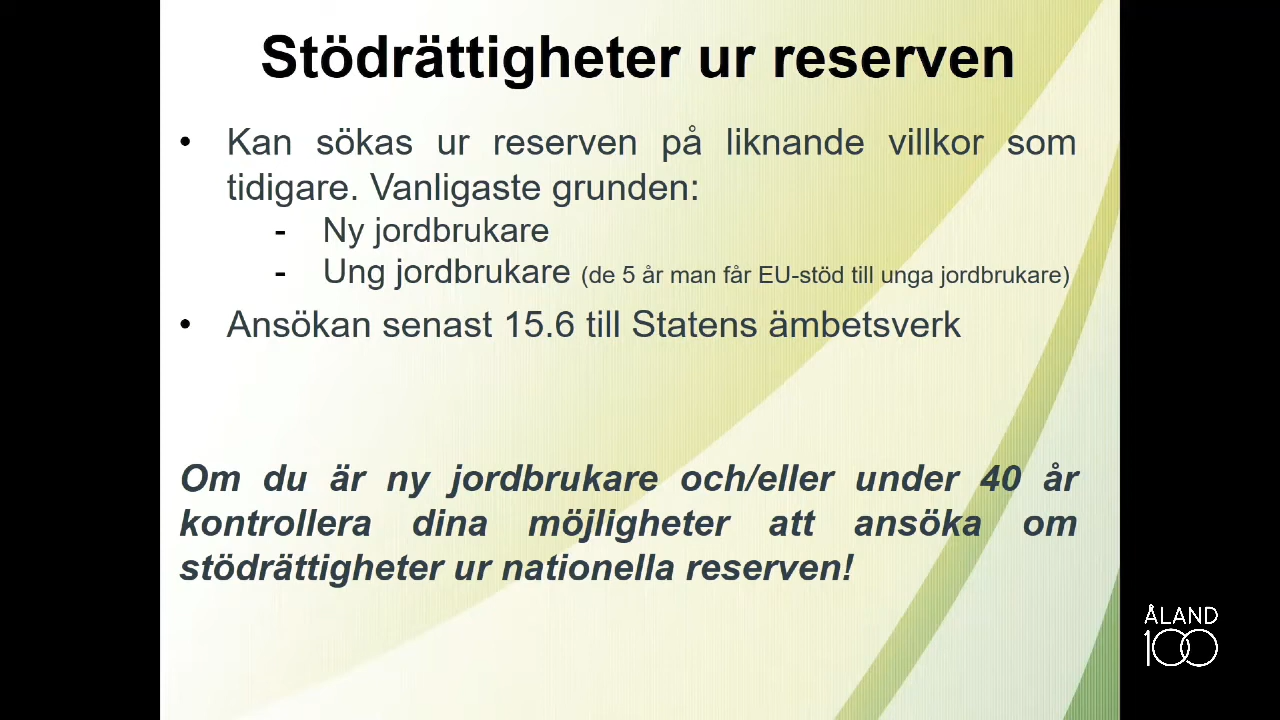 Stödrättigheter ur reserven
• Kan sökas ur reserven på liknande villkor som
tidigare. Vanligaste grunden:
- Ny jordbrukare
- Ung jordbrukare (de 5 år man får EU-stöd till unga jordbrukare)
• Ansökan senast 15.6 till Statens ämbetsverk
Om du är ny jordbrukare och/eller under 40 år
kontrollera dina möjligheter att ansöka om
stödrättigheter ur nationella reserven!
ÅLAND
100